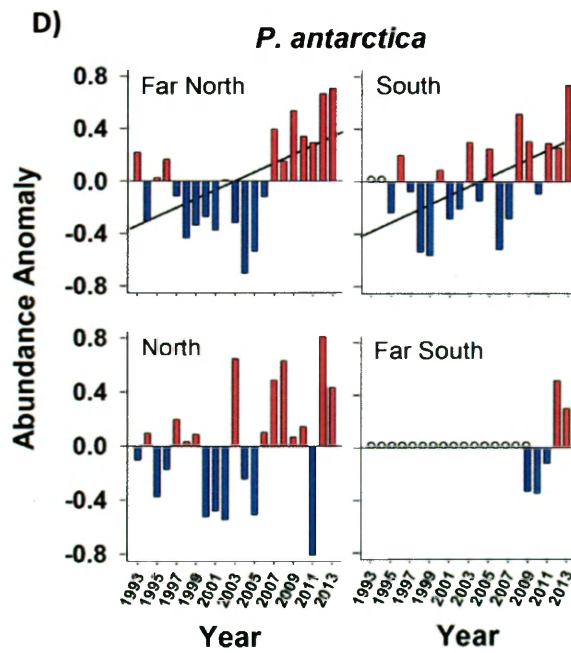 D)
P. antarctica
Far North
South
0.8
0.4
0.0
-0.4
-0.8
North
Far South
0.8
0.4
0.0
-0.4
-0.8
Abundance Anomaly
1993 1995 1997 1999 2001 2003 2005 2007 2009 2011 2013
1993 1995 1997 1999 2001 2003 2005 2007 2009 2011 2013
Year
Year